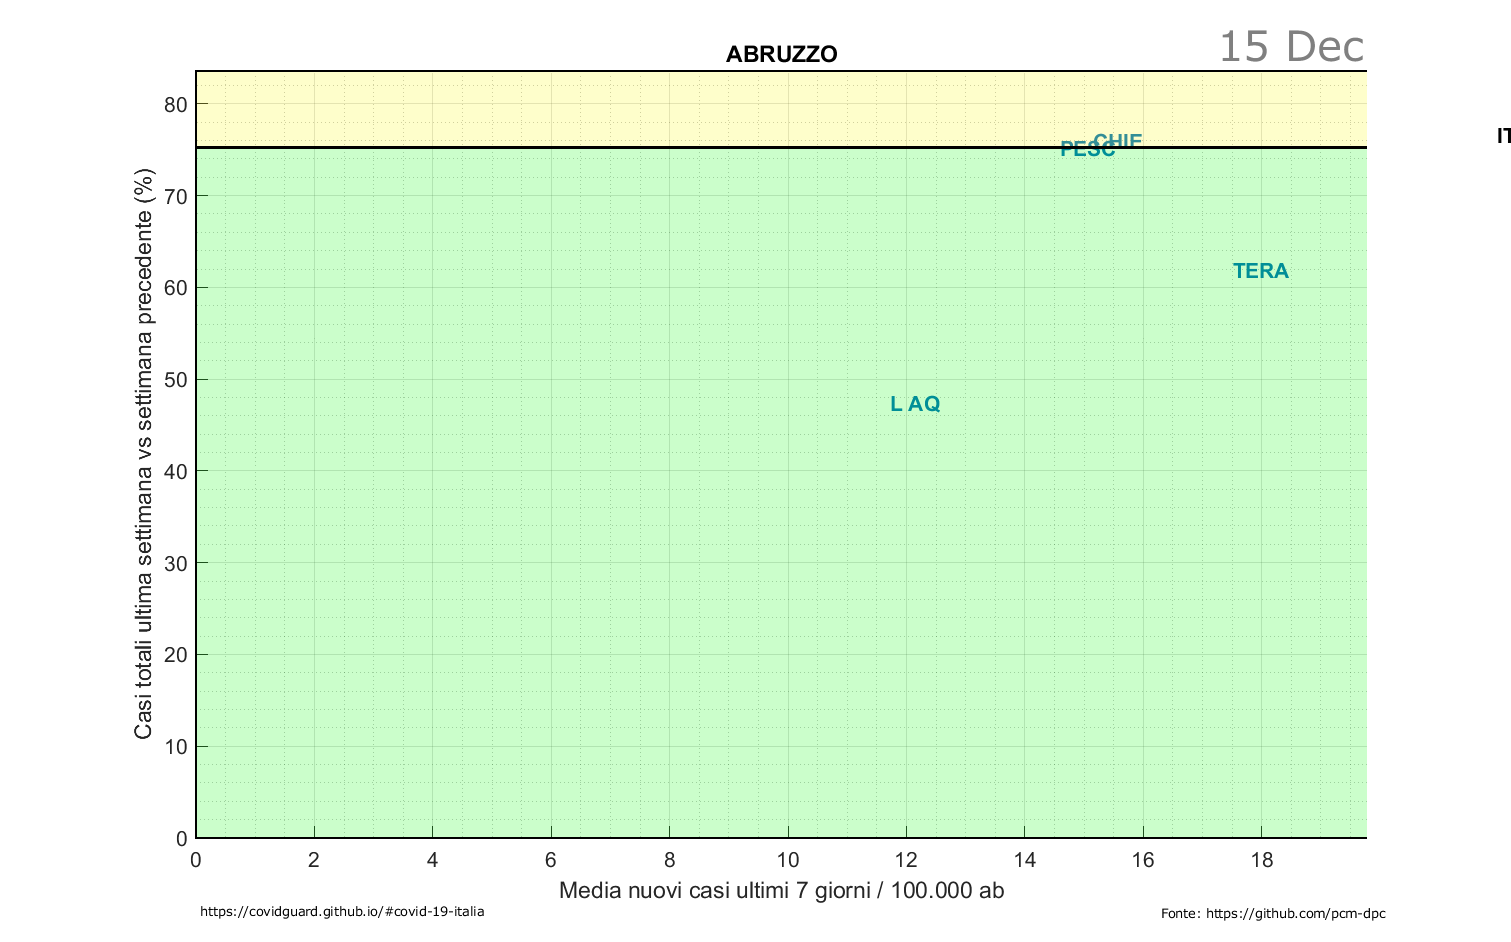 ABRUZZO
15 Dec
IT
Casi totali ultima settimana vs settimana precedente (%)
80
70
60
50
40
30
20
10
0
CHIE
PESC
TERA
L AQ
0 2 4 6 8 10 12 14 16 18
Media nuovi casi ultimi 7 giorni / 100.000 ab
https://covidguard.github.io/#covid-19-italia
Fonte: https://github.com/pcm-dpc